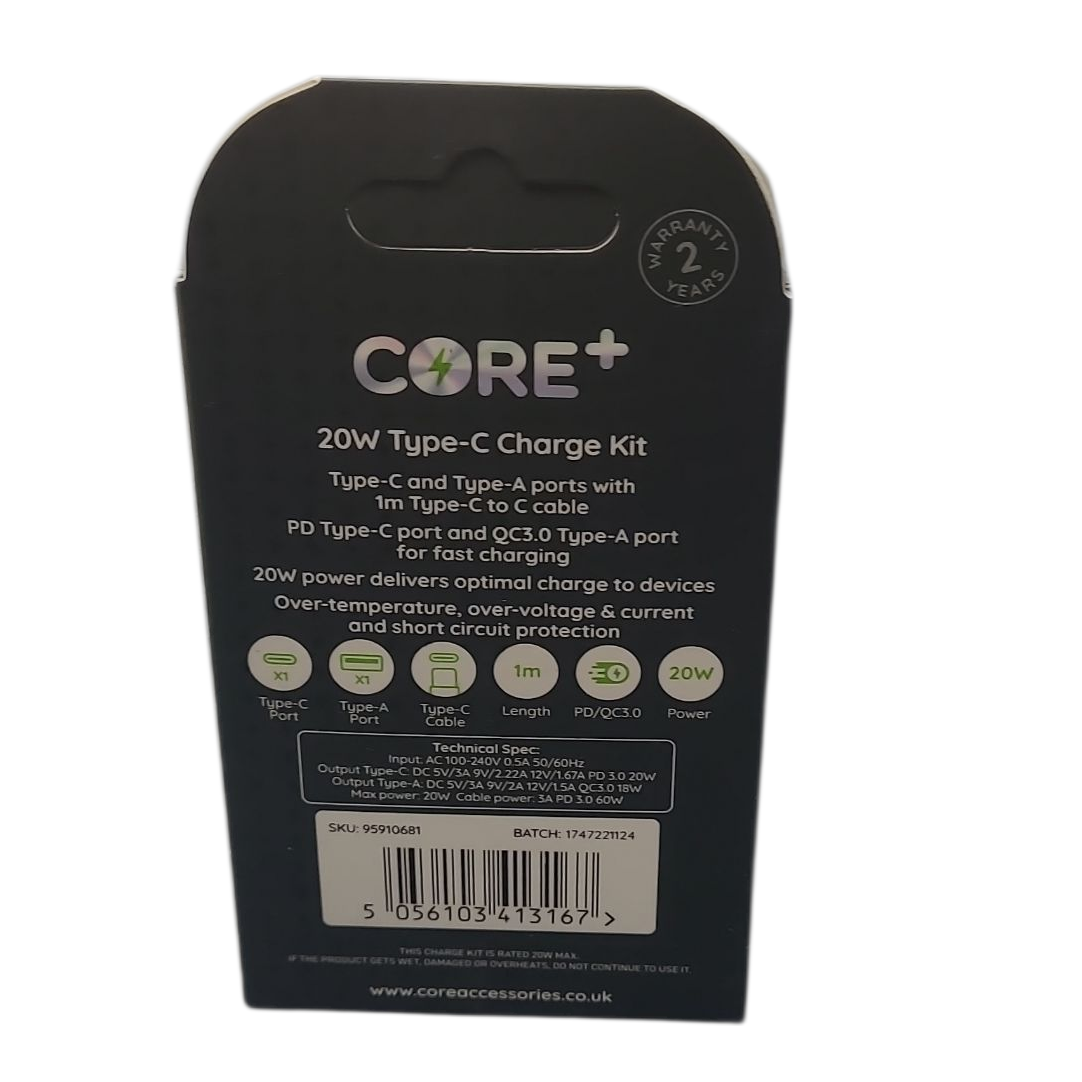 WARRANTY
2
YEARS
CORE+
20W Type-C Charge Kit
Type-C and Type-A ports with
1m Type-C to C cable
PD Type-C port and QC3.0 Type-A port
for fast charging
20W power delivers optimal charge to devices
Over-temperature, over-voltage & current
and short circuit protection
X1 X1 1m 20W
Type-C Port Type-A Port Type-C Cable Length PD/QC3.0 Power
Technical Spec:
Input: AC 100-240V 0.5A 50/60Hz
Output Type-C: DC 5V/3A 9V/2.22A 12V/1.67A PD 3.0 20W
Output Type-A: DC 5V/3A 9V/2A 12V/1.5A QC3.0 18W
Max power: 20W Cable power: 3A PD 3.0 60W
SKU: 95910681 BATCH: 1747221124
5 056103 413167 >
THIS CHARGE KIT IS RATED 20W MAX.
IF THE PRODUCT GETS WET, DAMAGED OR OVERHEATS, DO NOT CONTINUE TO USE IT.
www.coreaccessories.co.uk